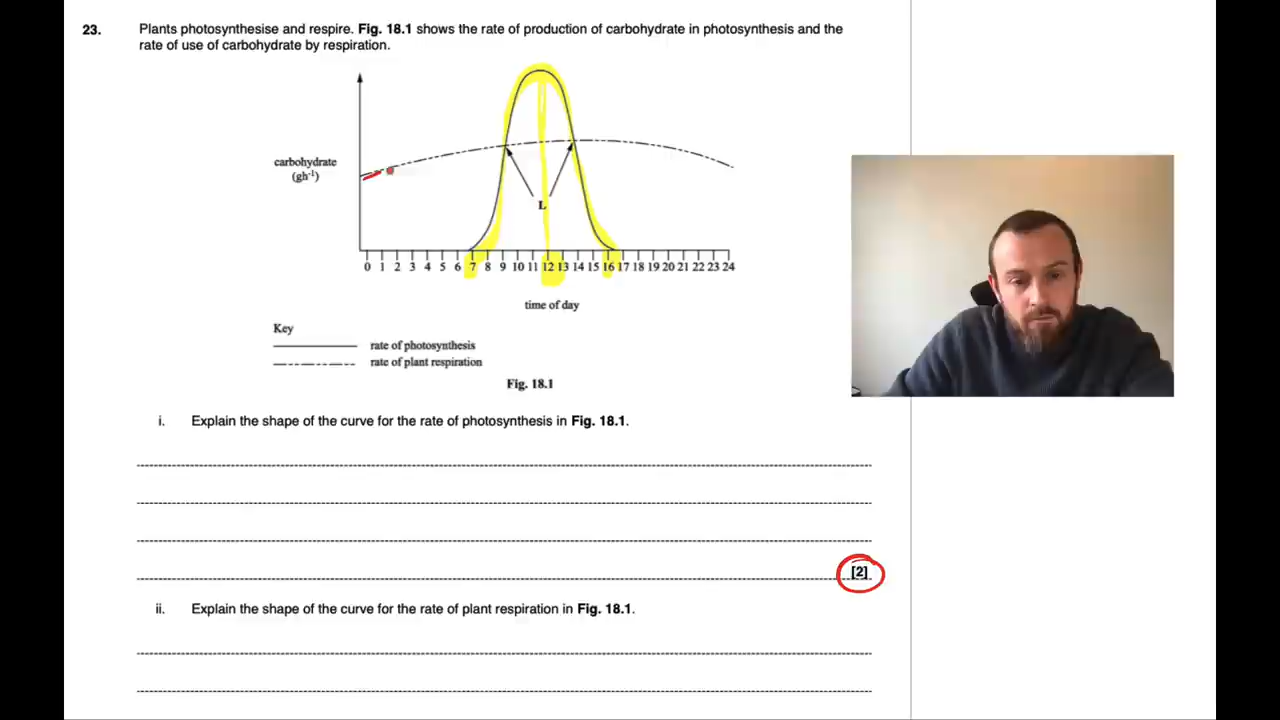 23. Plants photosynthesise and respire. Fig. 18.1 shows the rate of production of carbohydrate in photosynthesis and the
rate of use of carbohydrate by respiration.
carbohydrate
(gh⁻¹)
L
0 1 2 3 4 5 6 7 8 9 10 11 12 13 14 15 16 17 18 19 20 21 22 23 24
time of day
Key
rate of photosynthesis
rate of plant respiration
Fig. 18.1
i. Explain the shape of the curve for the rate of photosynthesis in Fig. 18.1.
[2]
ii. Explain the shape of the curve for the rate of plant respiration in Fig. 18.1.